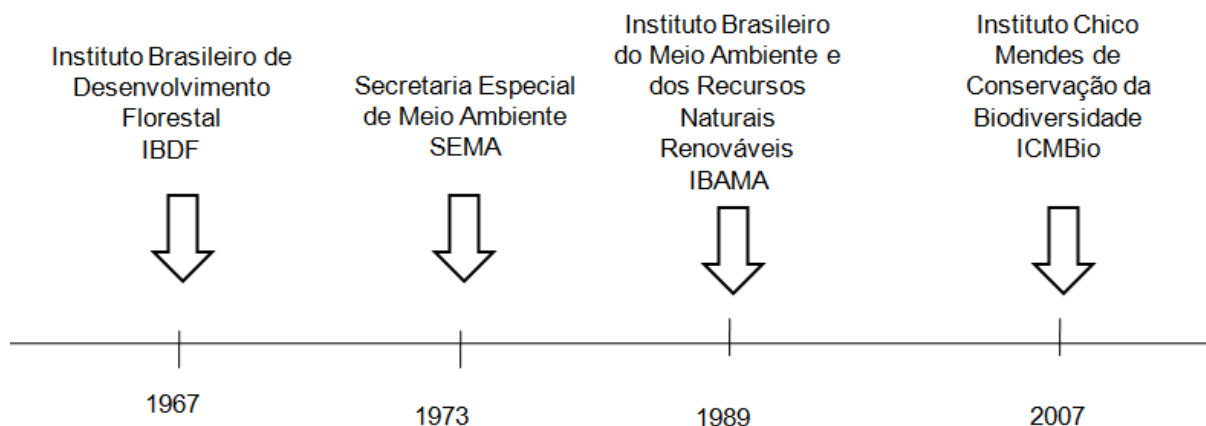 Instituto Brasileiro de
Desenvolvimento
Florestal
IBDF
Secretaria Especial
de Meio Ambiente
SEMA
Instituto Brasileiro
do Meio Ambiente e
dos Recursos
Naturais
Renováveis
IBAMA
Instituto Chico
Mendes de
Conservação da
Biodiversidade
ICMBio
1967
1973
1989
2007